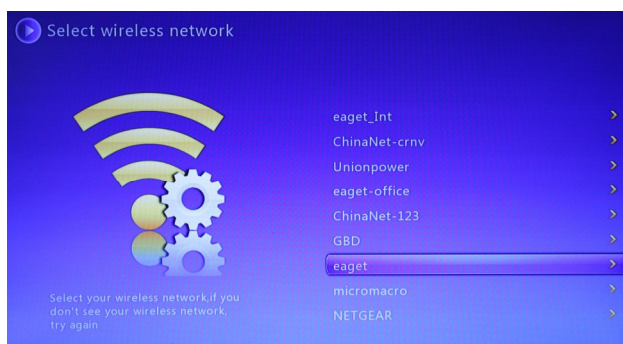 Select wireless network
eaget_Int
ChinaNet-crnv
Unionpower
eaget-office
ChinaNet-123
GBD
eaget
micromacro
NETGEAR
Select your wireless network,if you
don't see your wireless network,
try again